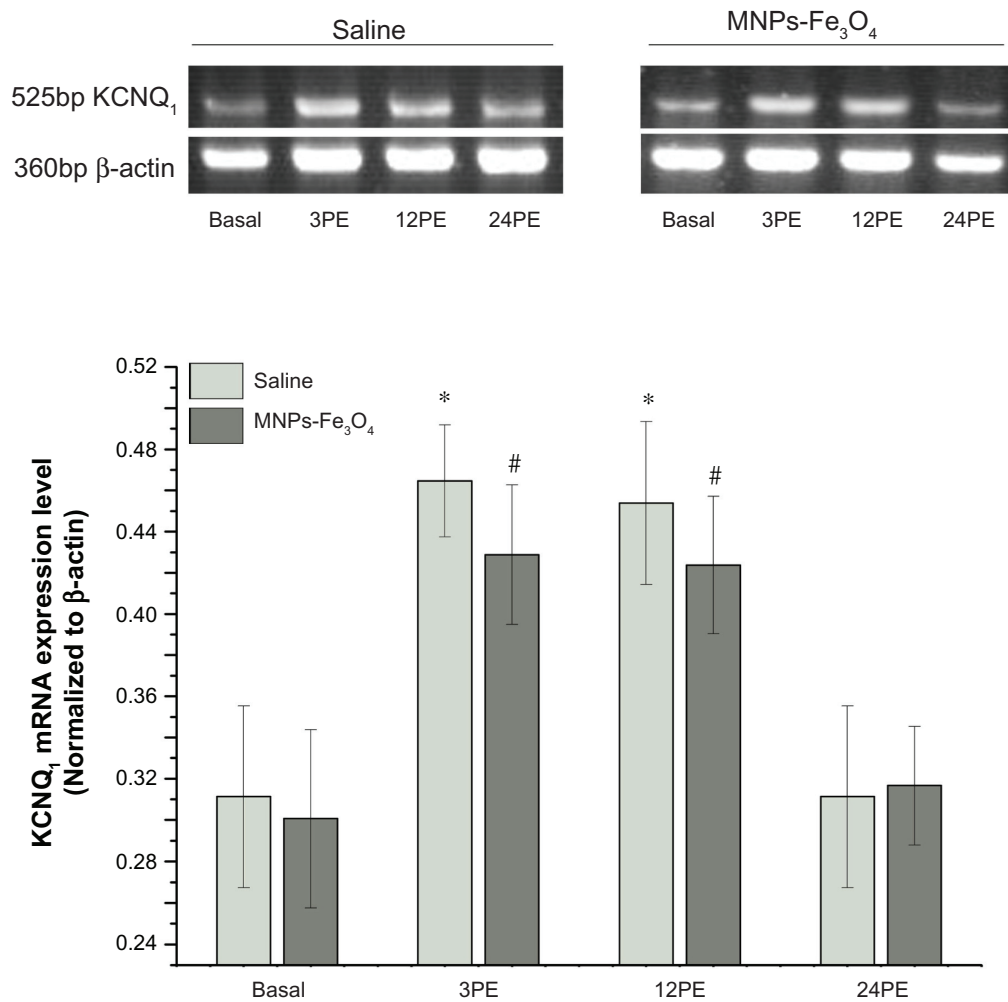 Saline
MNPs-Fe₃O₄
525bp KCNQ₁
360bp β-actin
Basal 3PE 12PE 24PE
Basal 3PE 12PE 24PE
KCNQ₁ mRNA expression level
(Normalized to β-actin)
0.52
0.48
0.44
0.40
0.36
0.32
0.28
0.24
Saline
MNPs-Fe₃O₄
*
#
*
#
Basal 3PE 12PE 24PE